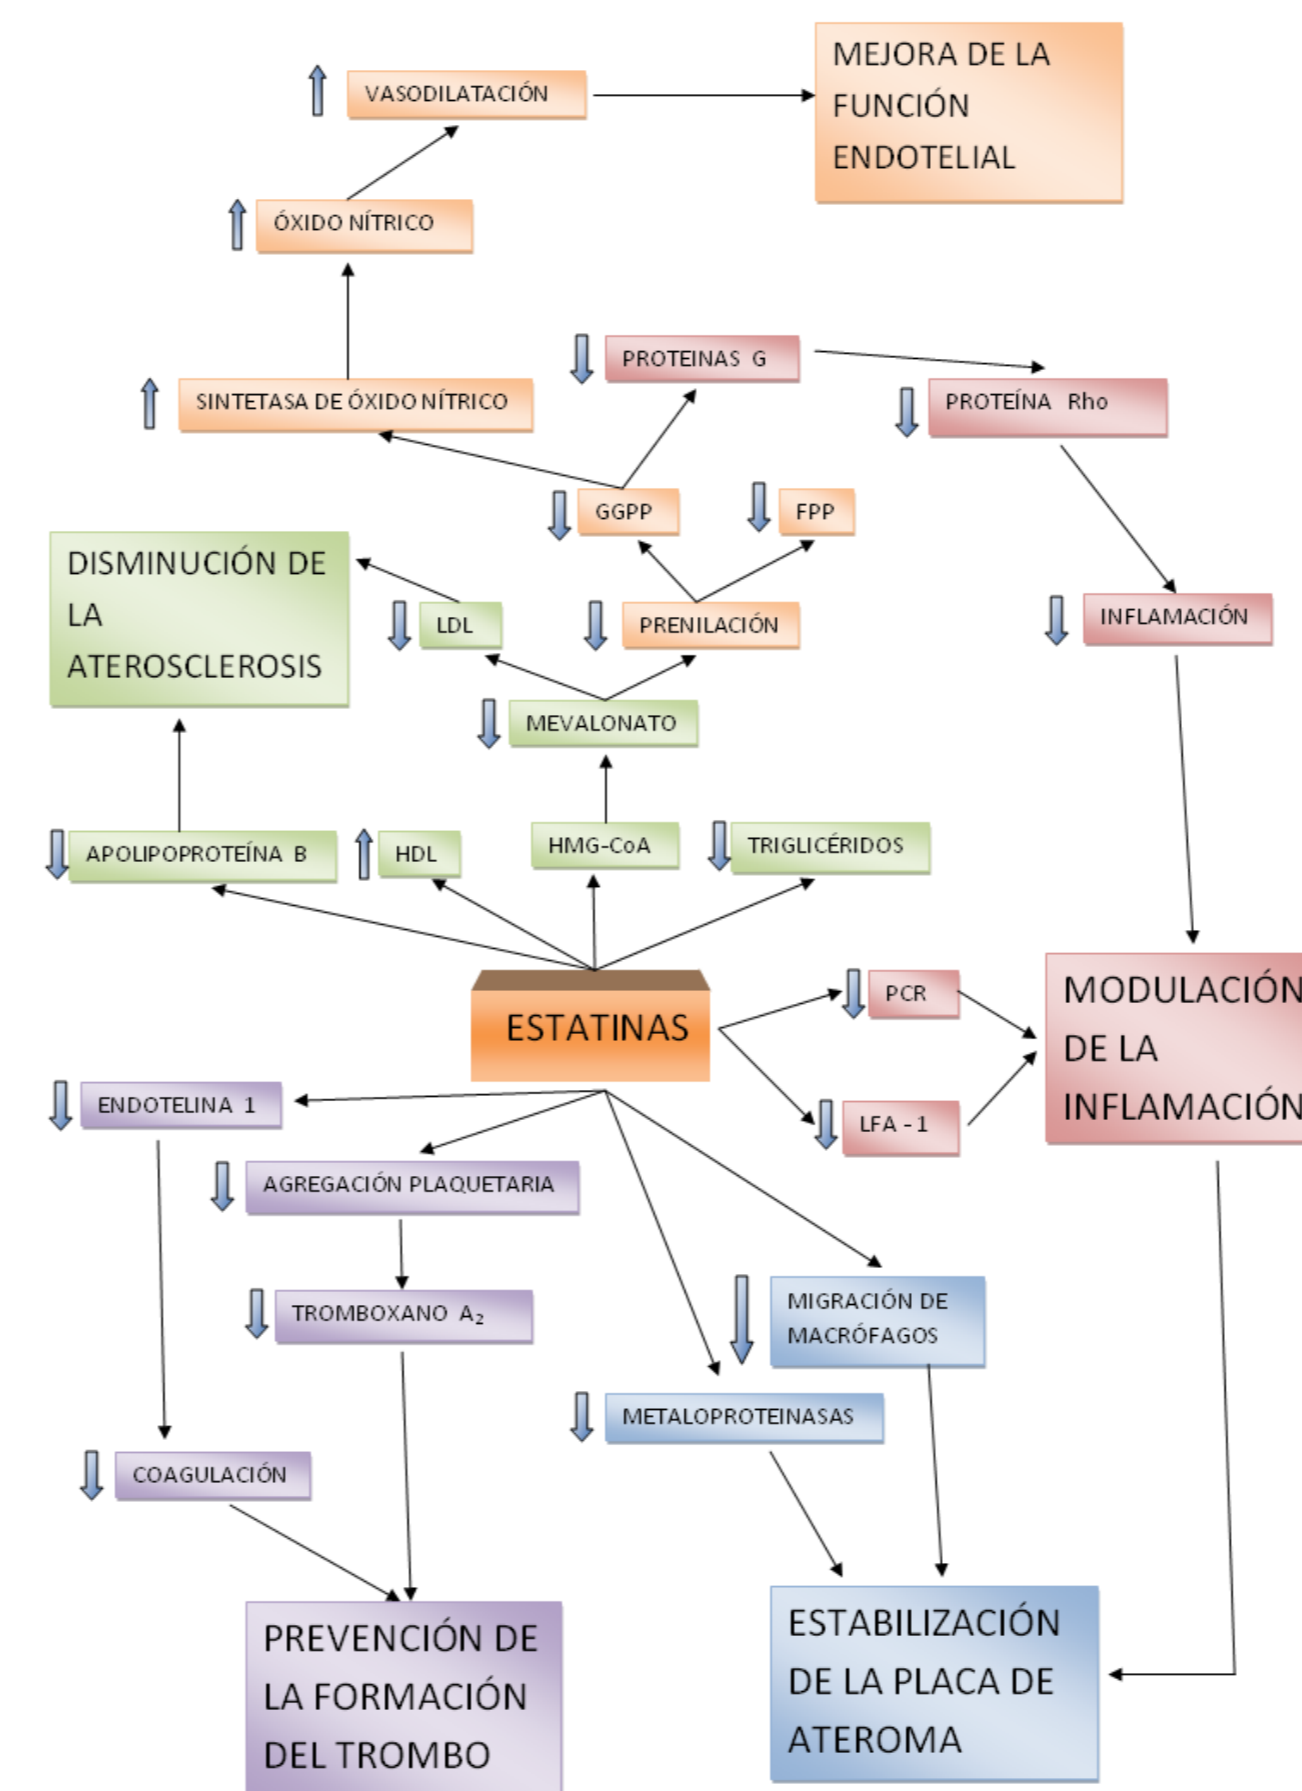 MEJORA DE LA
FUNCIÓN
ENDOTELIAL
VASODILATACIÓN
ÓXIDO NÍTRICO
PROTEINAS G
SINTETASA DE ÓXIDO NÍTRICO
PROTEÍNA Rho
GGPP
FPP
DISMINUCIÓN DE
LA
ATEROSCLEROSIS
LDL
PRENILACIÓN
INFLAMACIÓN
MEVALONATO
APOLIPOPROTEÍNA B
HDL
HMG-CoA
TRIGLICÉRIDOS
ESTATINAS
PCR
MODULACIÓN
DE LA
INFLAMACIÓN
ENDOTELINA 1
LFA - 1
AGREGACIÓN PLAQUETARIA
TROMBOXANO A₂
MIGRACIÓN DE
MACRÓFAGOS
METALOPROTEINASAS
COAGULACIÓN
PREVENCIÓN DE
LA FORMACIÓN
DEL TROMBO
ESTABILIZACIÓN
DE LA PLACA DE
ATEROMA